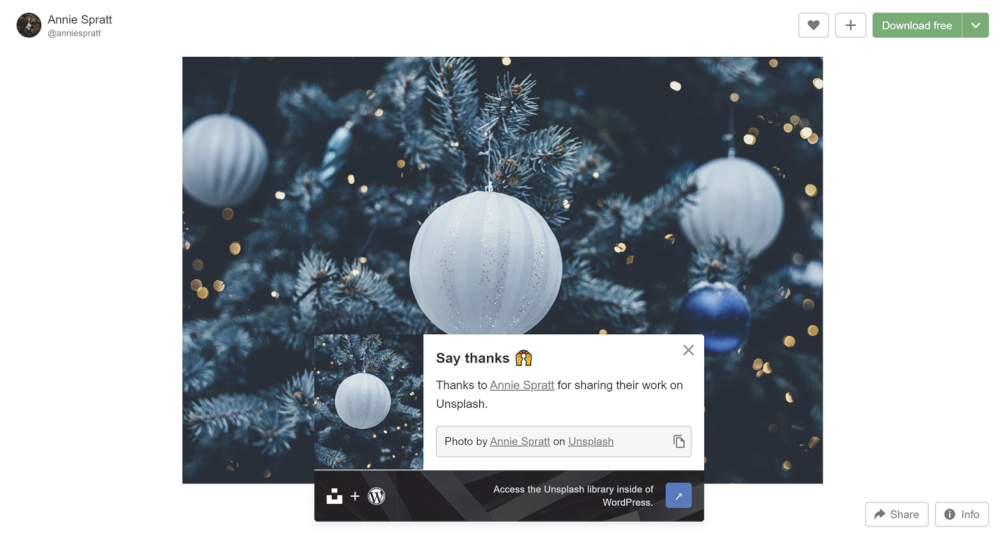 Annie Spratt
@anniespratt
Download free
Say thanks
Thanks to Annie Spratt for sharing their work on
Unsplash.
Photo by Annie Spratt on Unsplash
Access the Unsplash library inside of
WordPress.
Share
Info